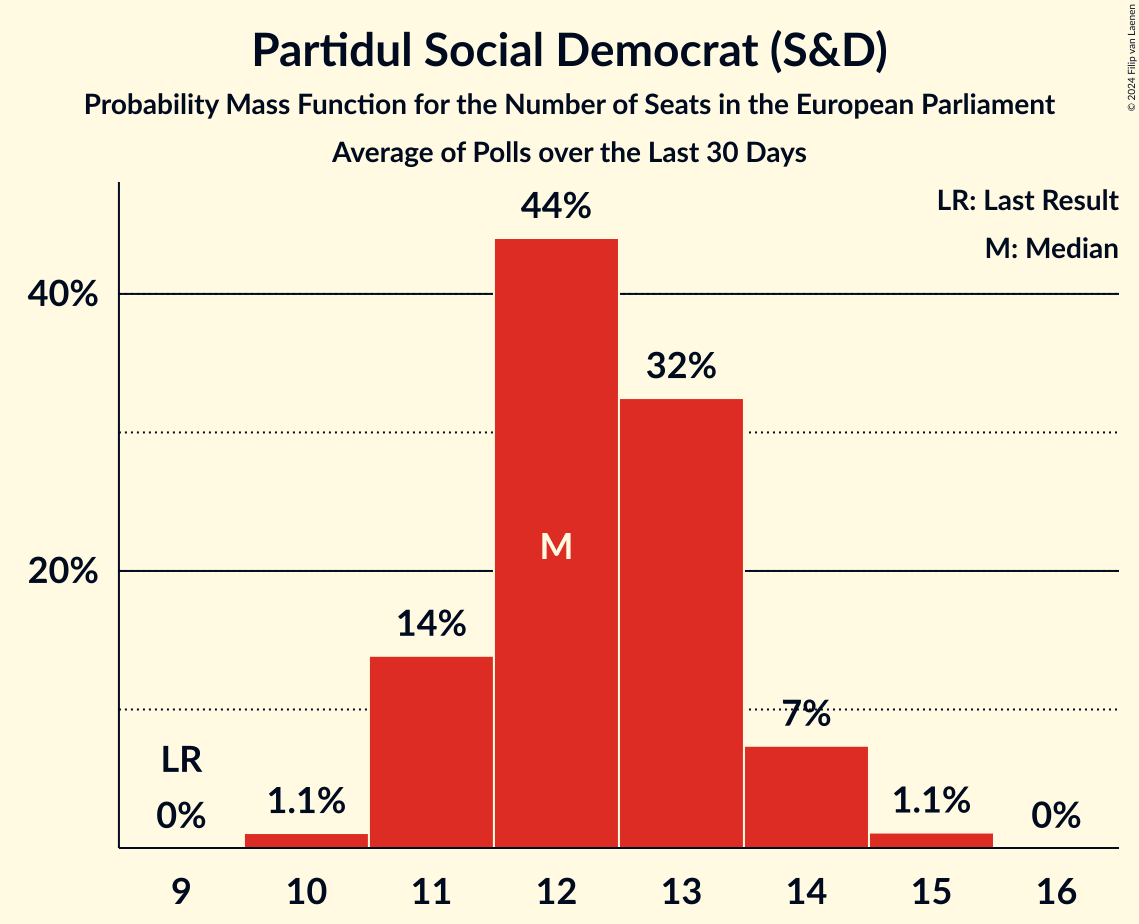 Partidul Social Democrat (S&D)
Probability Mass Function for the Number of Seats in the European Parliament
Average of Polls over the Last 30 Days
© 2024 Filip van Laenen
LR: Last Result
M: Median
44%
40%
32%
M
20%
14%
7%
LR
0%
1.1%
1.1%
0%
9 10 11 12 13 14 15 16